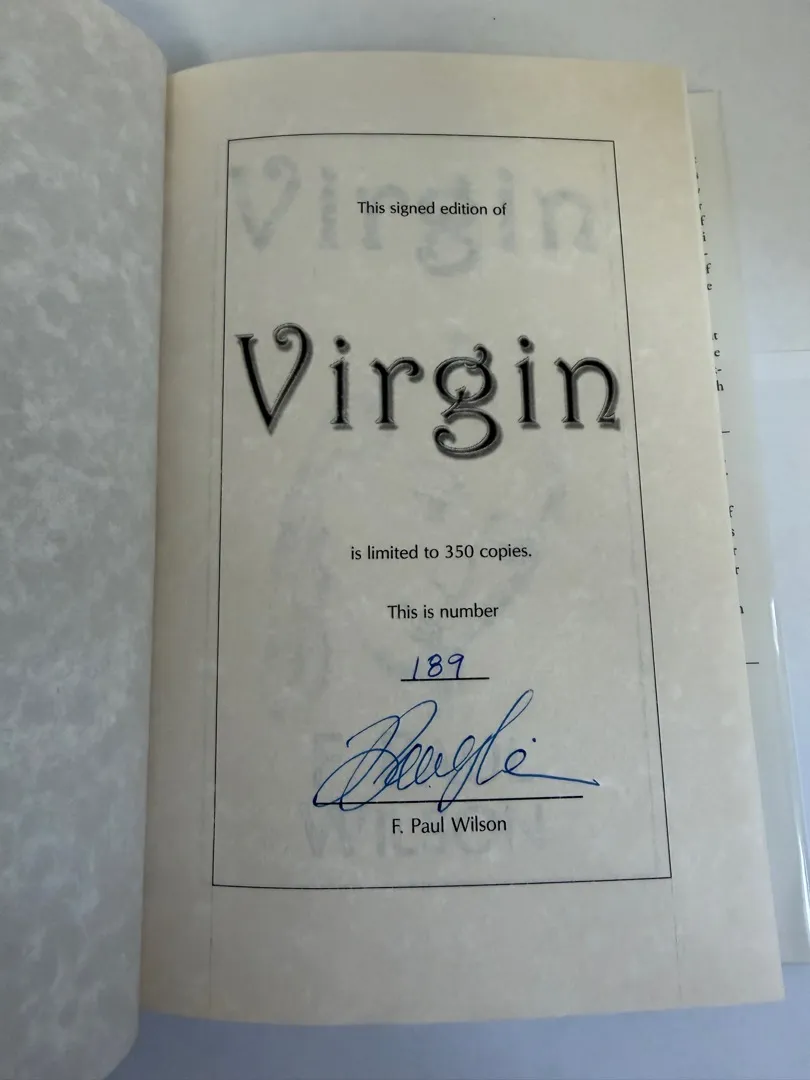 This signed edition of
Virgin
is limited to 350 copies.
This is number
189
F. Paul Wilson